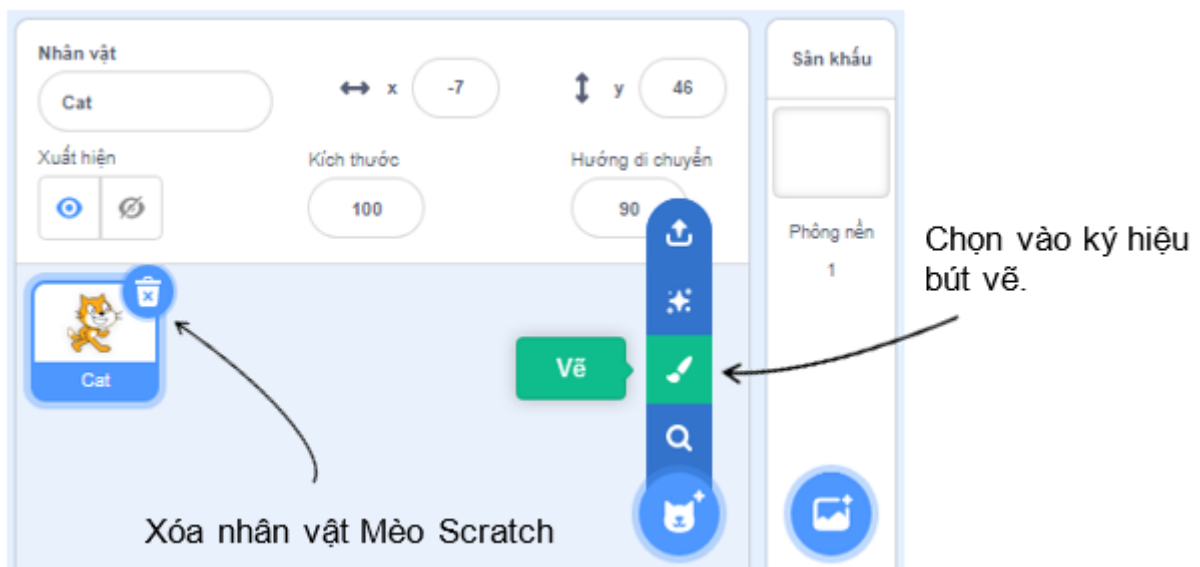 Nhân vật
Cat
x
-7
y
46
Xuất hiện
Kích thước
Hướng di chuyển
100
90
Sân khấu
Phông nền
1
Cat
Vẽ
Chọn vào ký hiệu
bút vẽ.
Xóa nhân vật Mèo Scratch